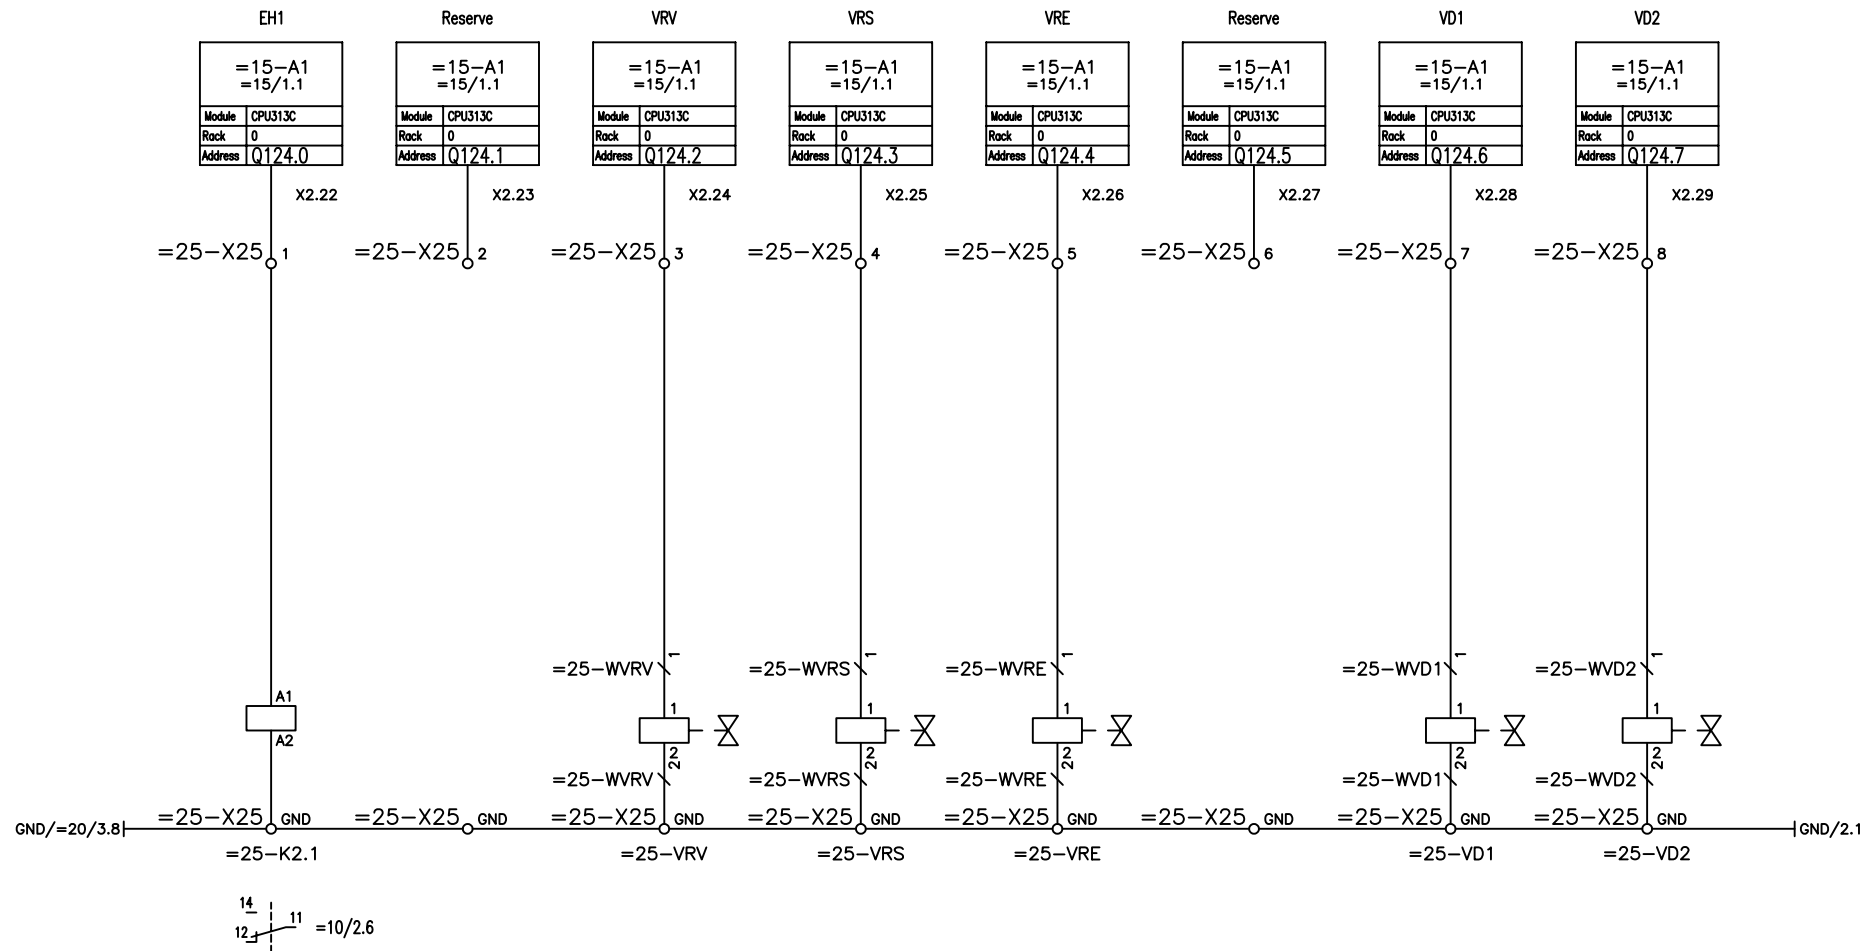 EH1 Reserve VRV VRS VRE Reserve VD1 VD2
=15-A1 =15-A1 =15-A1 =15-A1 =15-A1 =15-A1 =15-A1 =15-A1
=15/1.1 =15/1.1 =15/1.1 =15/1.1 =15/1.1 =15/1.1 =15/1.1 =15/1.1
Module CPU313C Module CPU313C Module CPU313C Module CPU313C Module CPU313C Module CPU313C Module CPU313C Module CPU313C
Rack 0 Rack 0 Rack 0 Rack 0 Rack 0 Rack 0 Rack 0 Rack 0
Address Q124.0 Address Q124.1 Address Q124.2 Address Q124.3 Address Q124.4 Address Q124.5 Address Q124.6 Address Q124.7
X2.22 X2.23 X2.24 X2.25 X2.26 X2.27 X2.28 X2.29
=25-X25 1 =25-X25 2 =25-X25 3 =25-X25 4 =25-X25 5 =25-X25 6 =25-X25 7 =25-X25 8
=25-WVRV 1 =25-WVRS 1 =25-WVRE 1 =25-WVD1 1 =25-WVD2 1
A1 1 1 1 1 1
A2 2 2 2 2 2
=25-WVRV 2 =25-WVRS 2 =25-WVRE 2 =25-WVD1 2 =25-WVD2 2
GND/=20/3.8 =25-X25 GND =25-X25 GND =25-X25 GND =25-X25 GND =25-X25 GND =25-X25 GND =25-X25 GND =25-X25 GND GND/2.1
=25-K2.1 =25-VRV =25-VRS =25-VRE =25-VD1 =25-VD2
14
12 11 =10/2.6